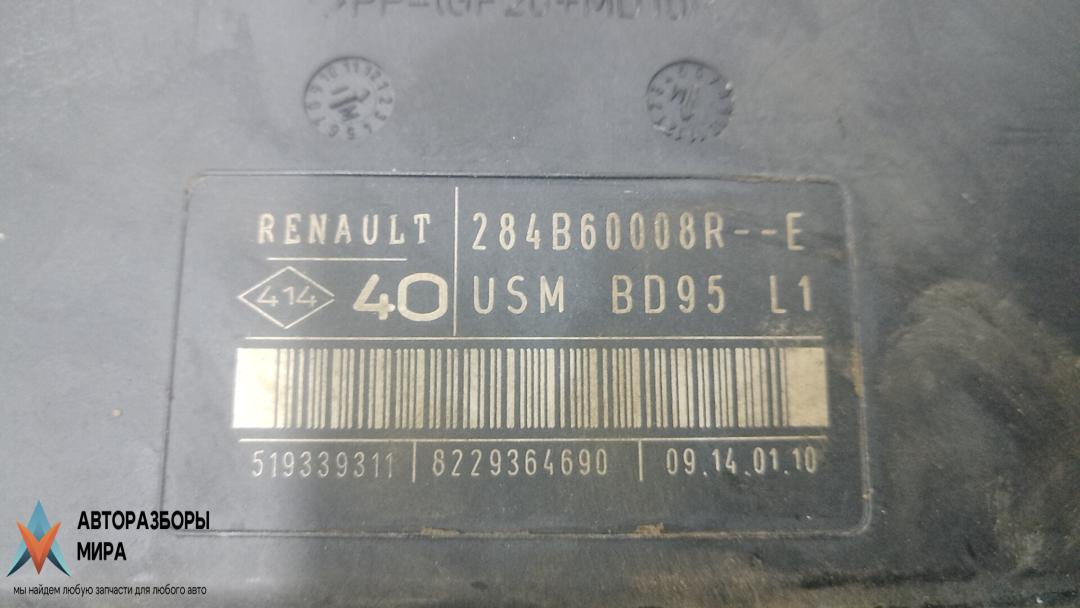 RENAULT 284B60008R--E
414 40 USM BD95 L1
519339311 8229364690 09.14.01.10
АВТОРАЗБОРЫ
МИРА
мы найдем любую запчасти для любого авто